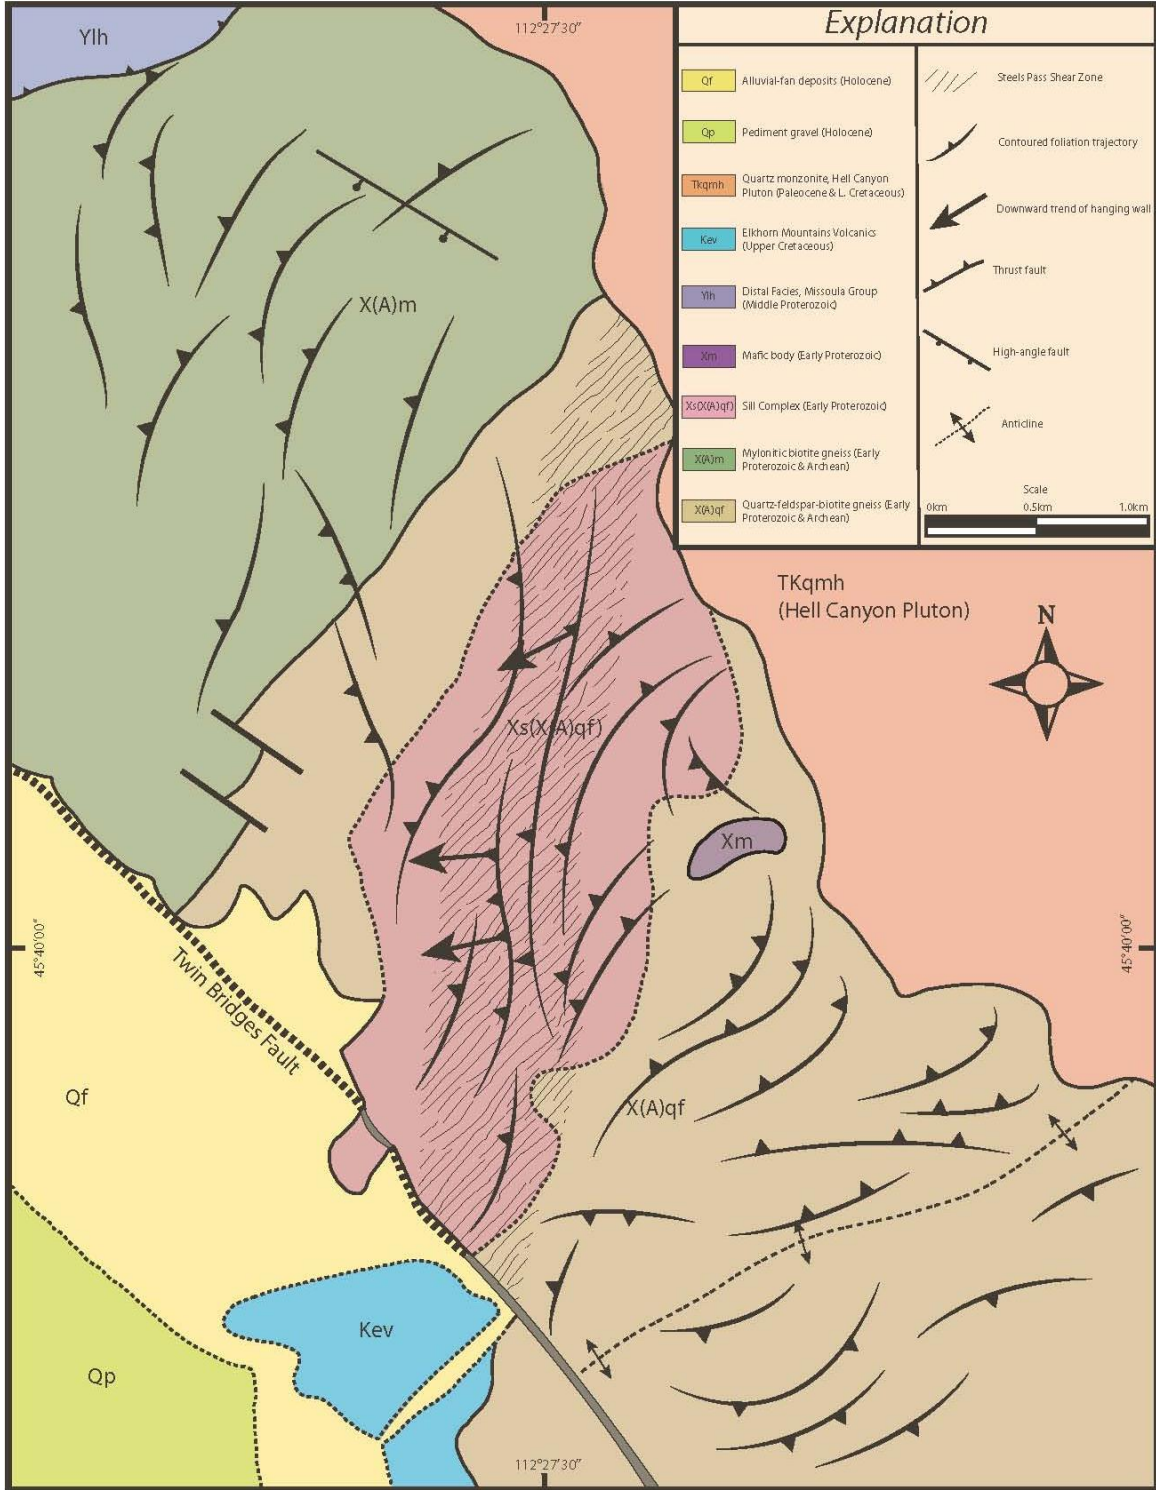 Ylh
112°27'30"
Explanation
Qf
Alluvial-fan deposits (Holocene)
Qp
Pediment gravel (Holocene)
Tkqmh
Quartz monzonite, Hell Canyon
Pluton (Paleocene & L. Cretaceous)
Kev
Elkhorn Mountains Volcanics
(Upper Cretaceous)
Ylh
Distal Facies, Missoula Group
(Middle Proterozoic)
Xm
Mafic body (Early Proterozoic)
Xs(X(A)qf)
Sill Complex (Early Proterozoic)
X(A)m
Mylonitic biotite gneiss (Early
Proterozoic & Archean)
X(A)qf
Quartz-feldspar-biotite gneiss (Early
Proterozoic & Archean)
Steels Pass Shear Zone
Contoured foliation trajectory
Downward trend of hanging wall
Thrust fault
High-angle fault
Anticline
Scale
0km 0.5km 1.0km
X(A)m
TKqmh
(Hell Canyon Pluton)
N
Xs(X(A)qf)
Xm
45°40'00"
45°40'00"
Twin Bridges Fault
Qf
X(A)qf
Kev
Qp
112°27'30"